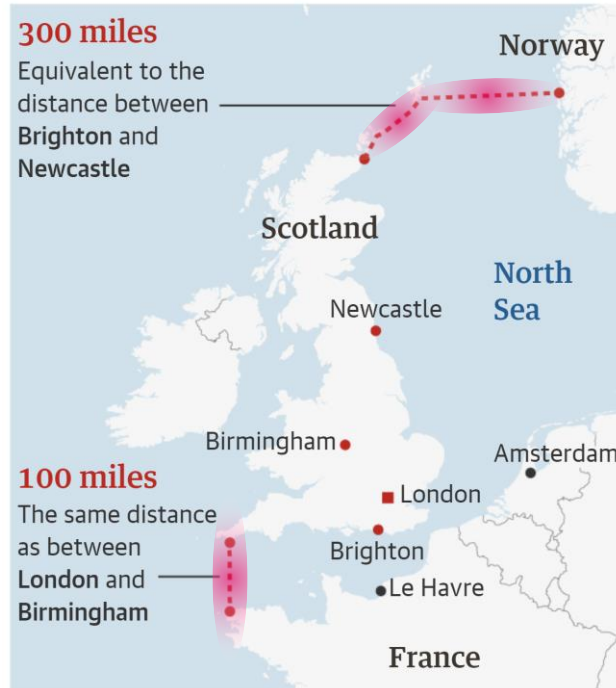 300 miles
Equivalent to the
distance between
Brighton and
Newcastle
Norway
Scotland
North
Sea
Newcastle
Birmingham
Amsterdam
100 miles
The same distance
as between
London and
Birmingham
London
Brighton
Le Havre
France